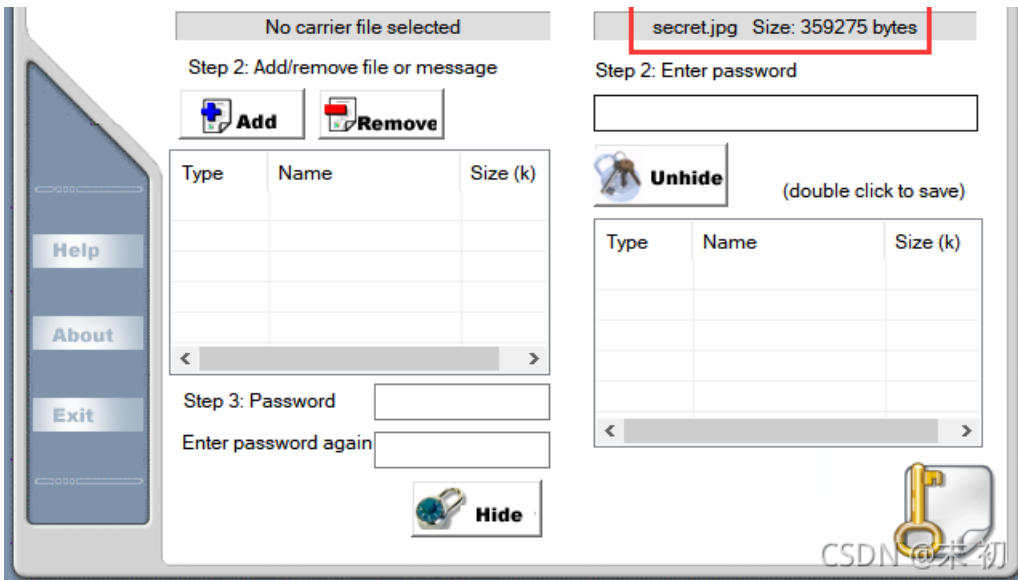 No carrier file selected
Step 2: Add/remove file or message
Add
Remove
Type Name Size (k)
Step 3: Password
Enter password again
Hide
secret.jpg Size: 359275 bytes
Step 2: Enter password
Unhide
(double click to save)
Type Name Size (k)
Help
About
Exit
CSDN @末 初